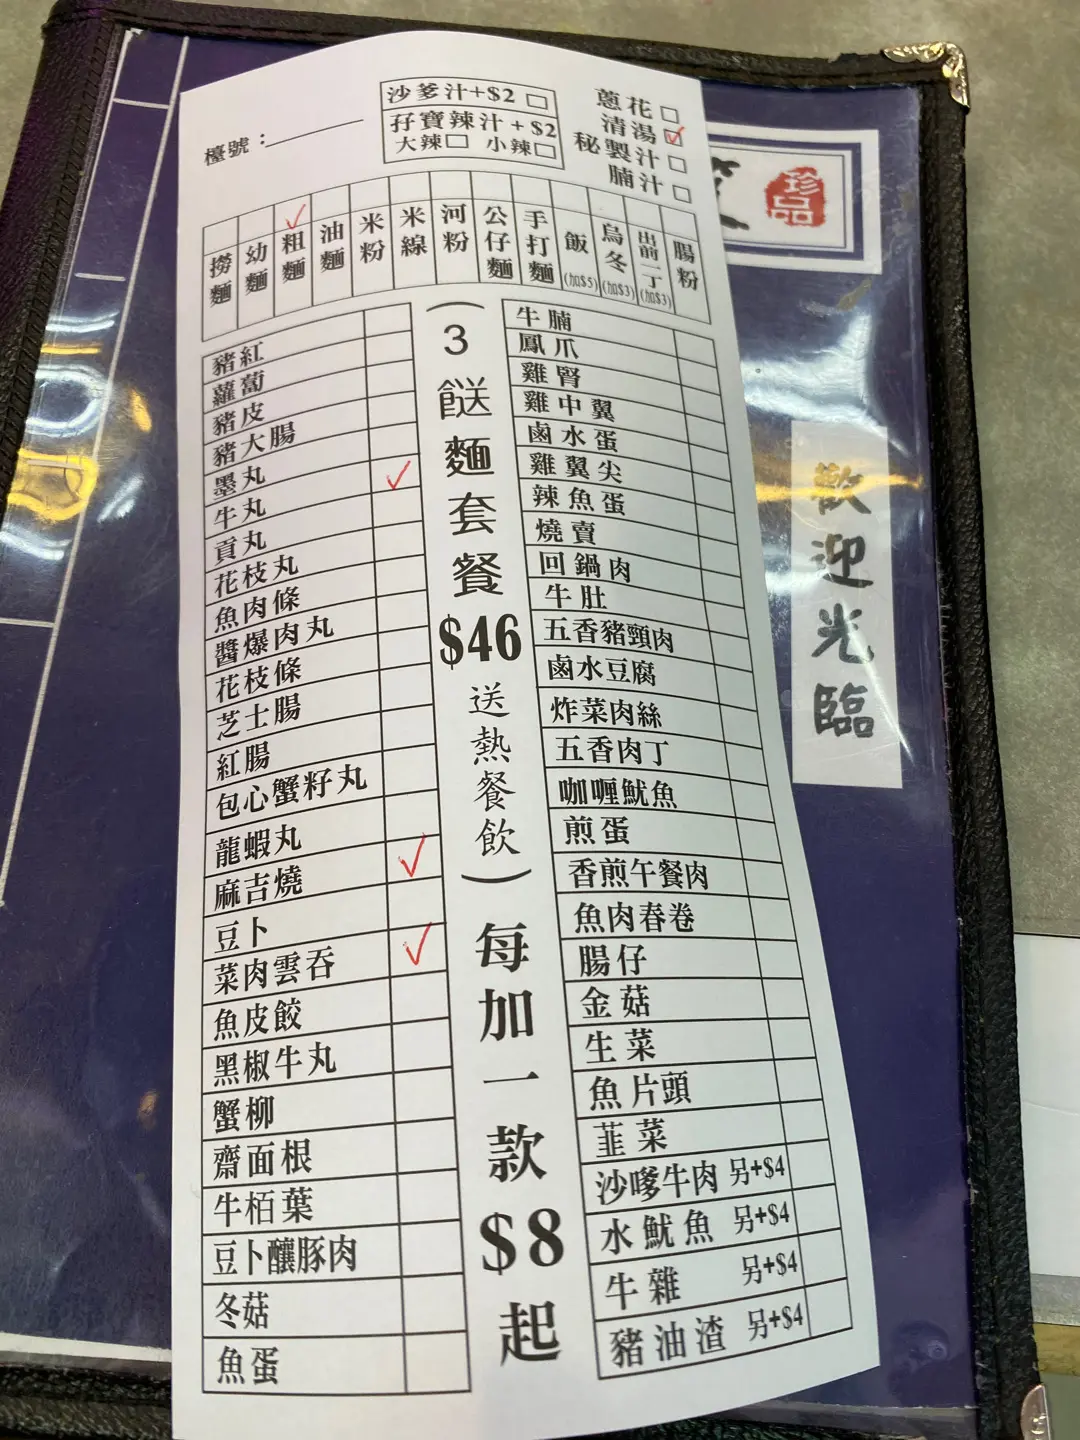 沙爹汁+$2 □
孖寶辣汁+$2
大辣□ 小辣□
蔥花□
清湯☑
秘製汁□
腩汁□
檯號：
撈麵
幼麵
粗麵 ✓
油麵
米粉
米線
河粉
公仔麵
手打麵
飯(加$5)
烏冬(加$3)
出前一丁(加$3)
腸粉
豬紅
蘿蔔
豬皮
豬大腸
墨丸 ✓
牛丸
貢丸
花枝丸
魚肉條
醬爆肉丸
花枝條
芝士腸
紅腸
包心蟹籽丸
龍蝦丸
麻吉燒 ✓
豆卜
菜肉雲吞 ✓
魚皮餃
黑椒牛丸
蟹柳
齋面根
牛栢葉
豆卜釀豚肉
冬菇
魚蛋
(3餸麵套餐$46送熱餐飲)每加一款$8起
牛腩
鳳爪
雞腎
雞中翼
鹵水蛋
雞翼尖
辣魚蛋
燒賣
回鍋肉
牛肚
五香豬頸肉
鹵水豆腐
炸菜肉絲
五香肉丁
咖喱魷魚
煎蛋
香煎午餐肉
魚肉春卷
腸仔
金菇
生菜
魚片頭
韮菜
沙嗲牛肉 另+$4
水魷魚 另+$4
牛雜 另+$4
豬油渣 另+$4
珍品
歡迎光臨